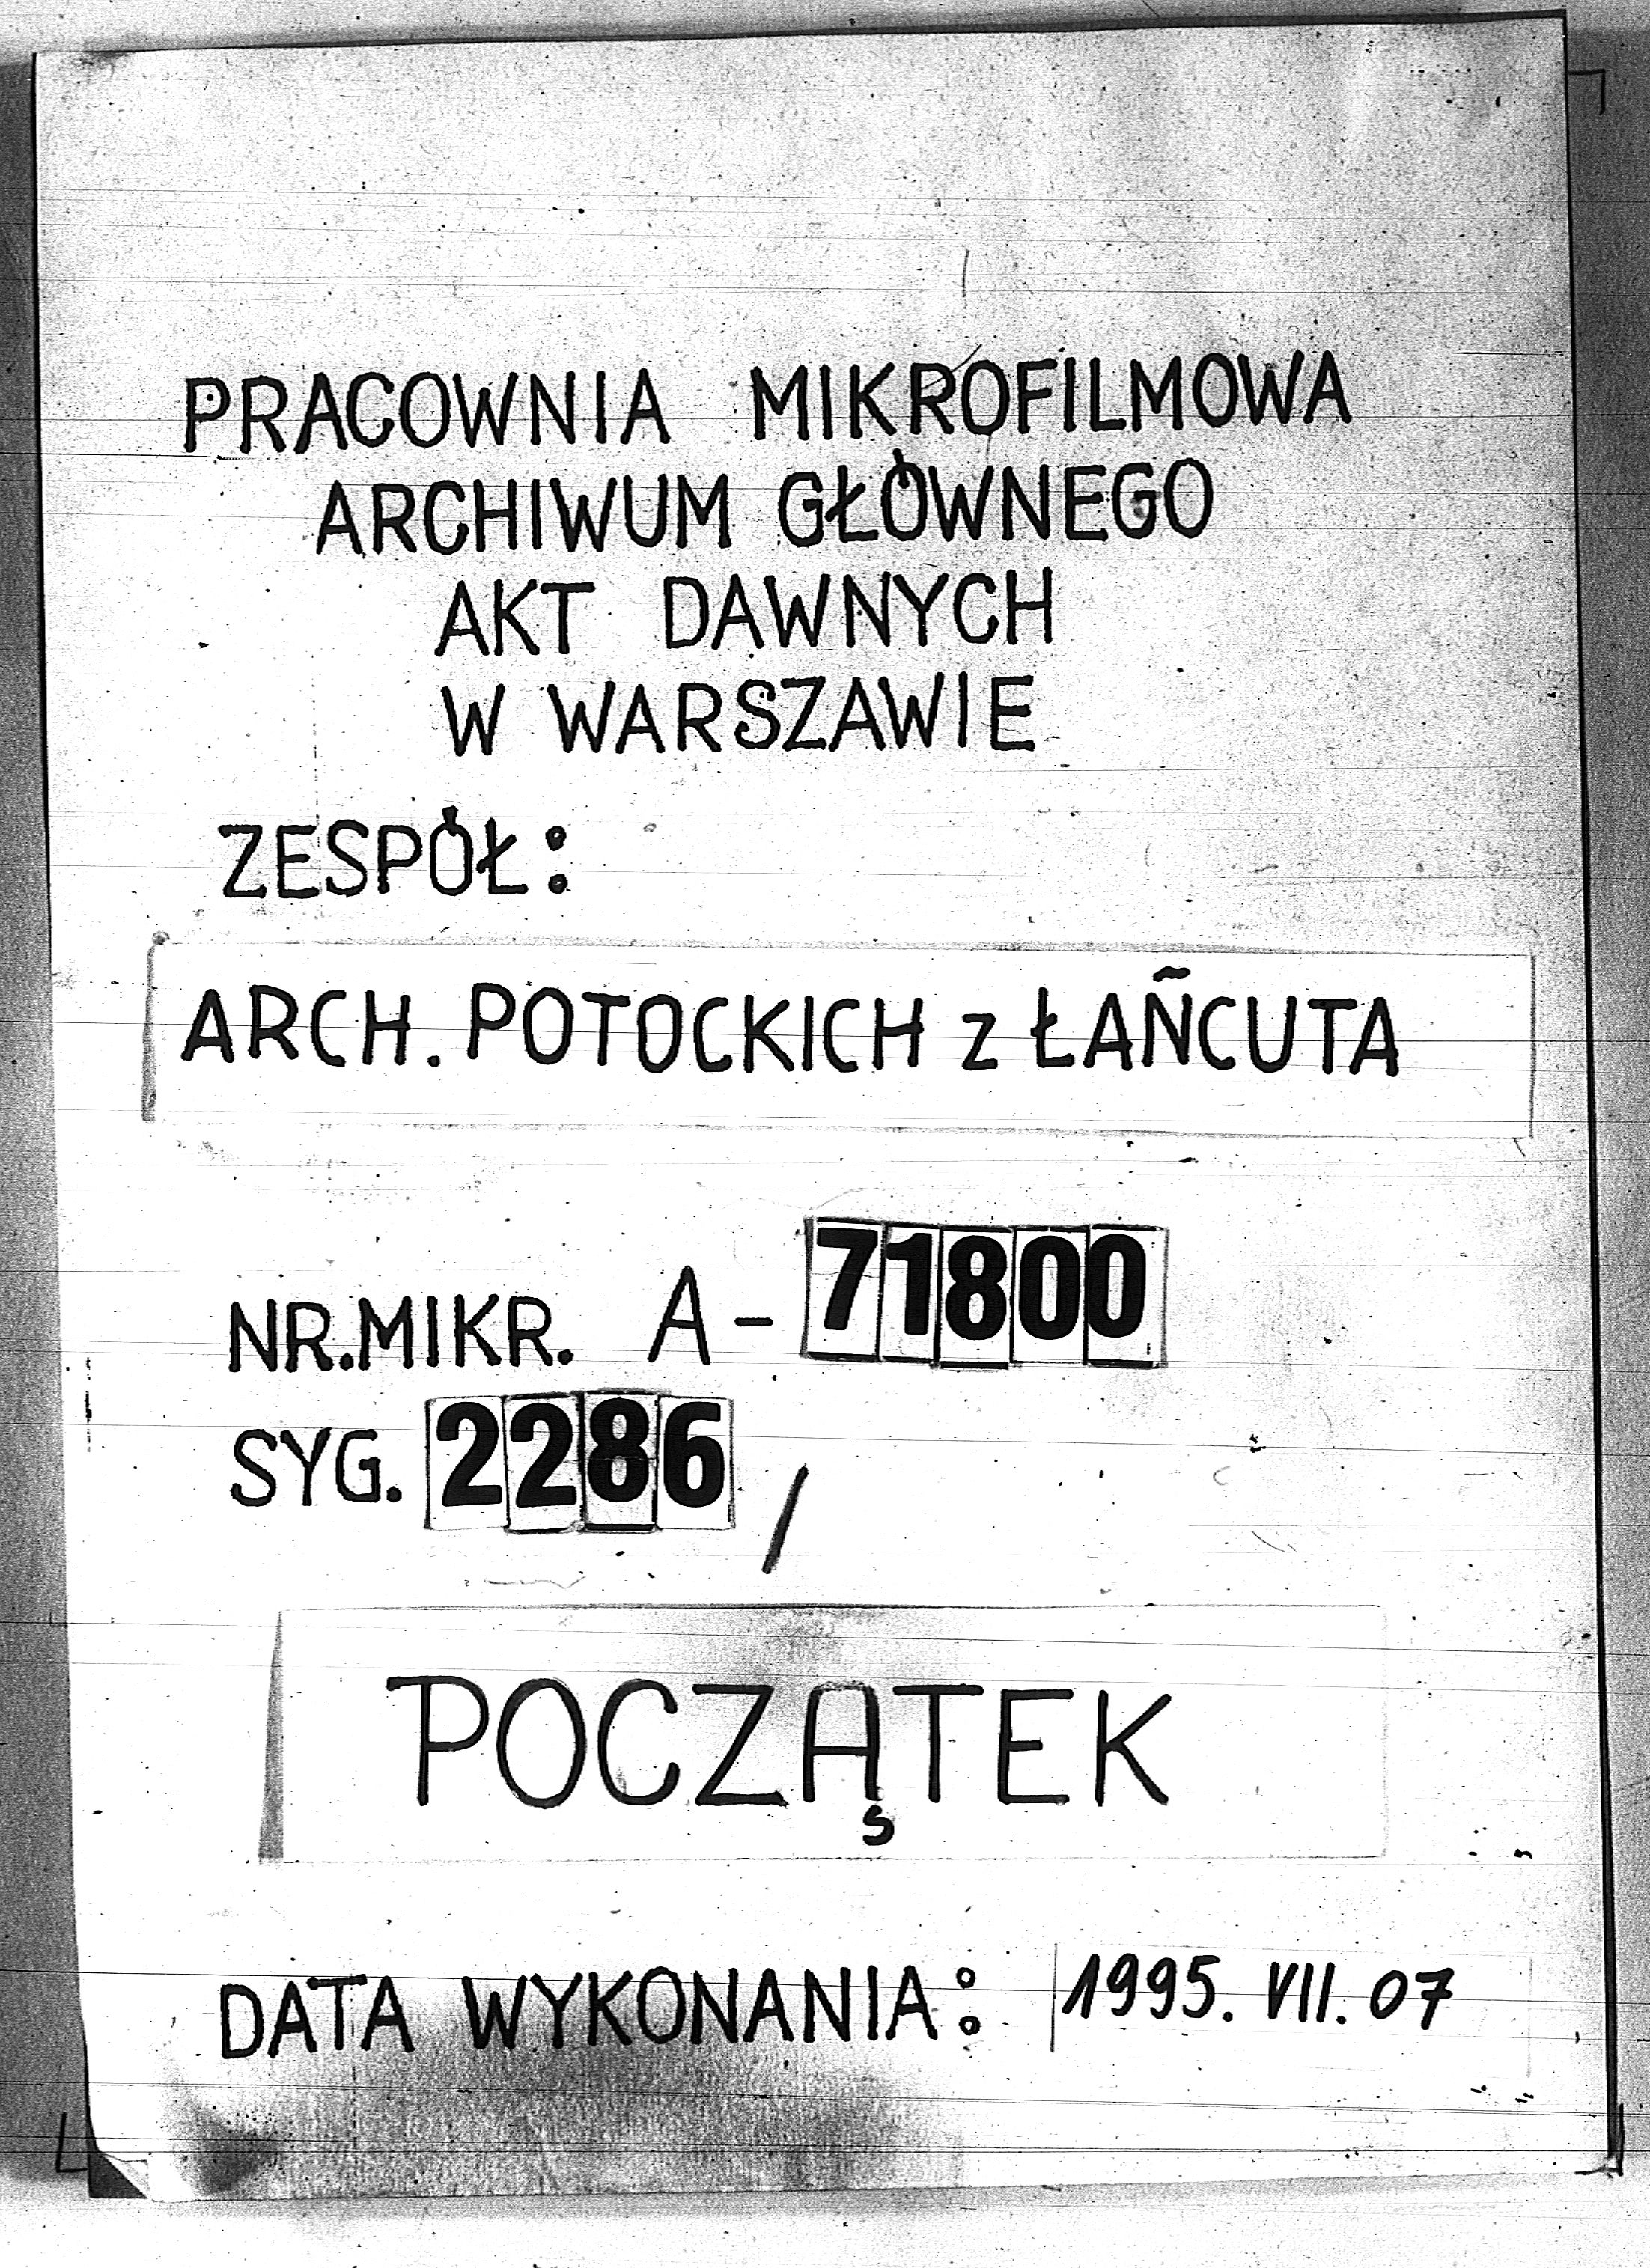 PRACOWNIA MIKROFILMOWA
ARCHIWUM GŁÓWNEGO
AKT DAWNYCH
W WARSZAWIE
ZESPÓŁ:
ARCH. POTOCKICH z ŁAŃCUTA
NR.MIKR. A-71800
SYG. 2286/
POCZĄTEK
DATA WYKONANIA: 1995. VII. 07